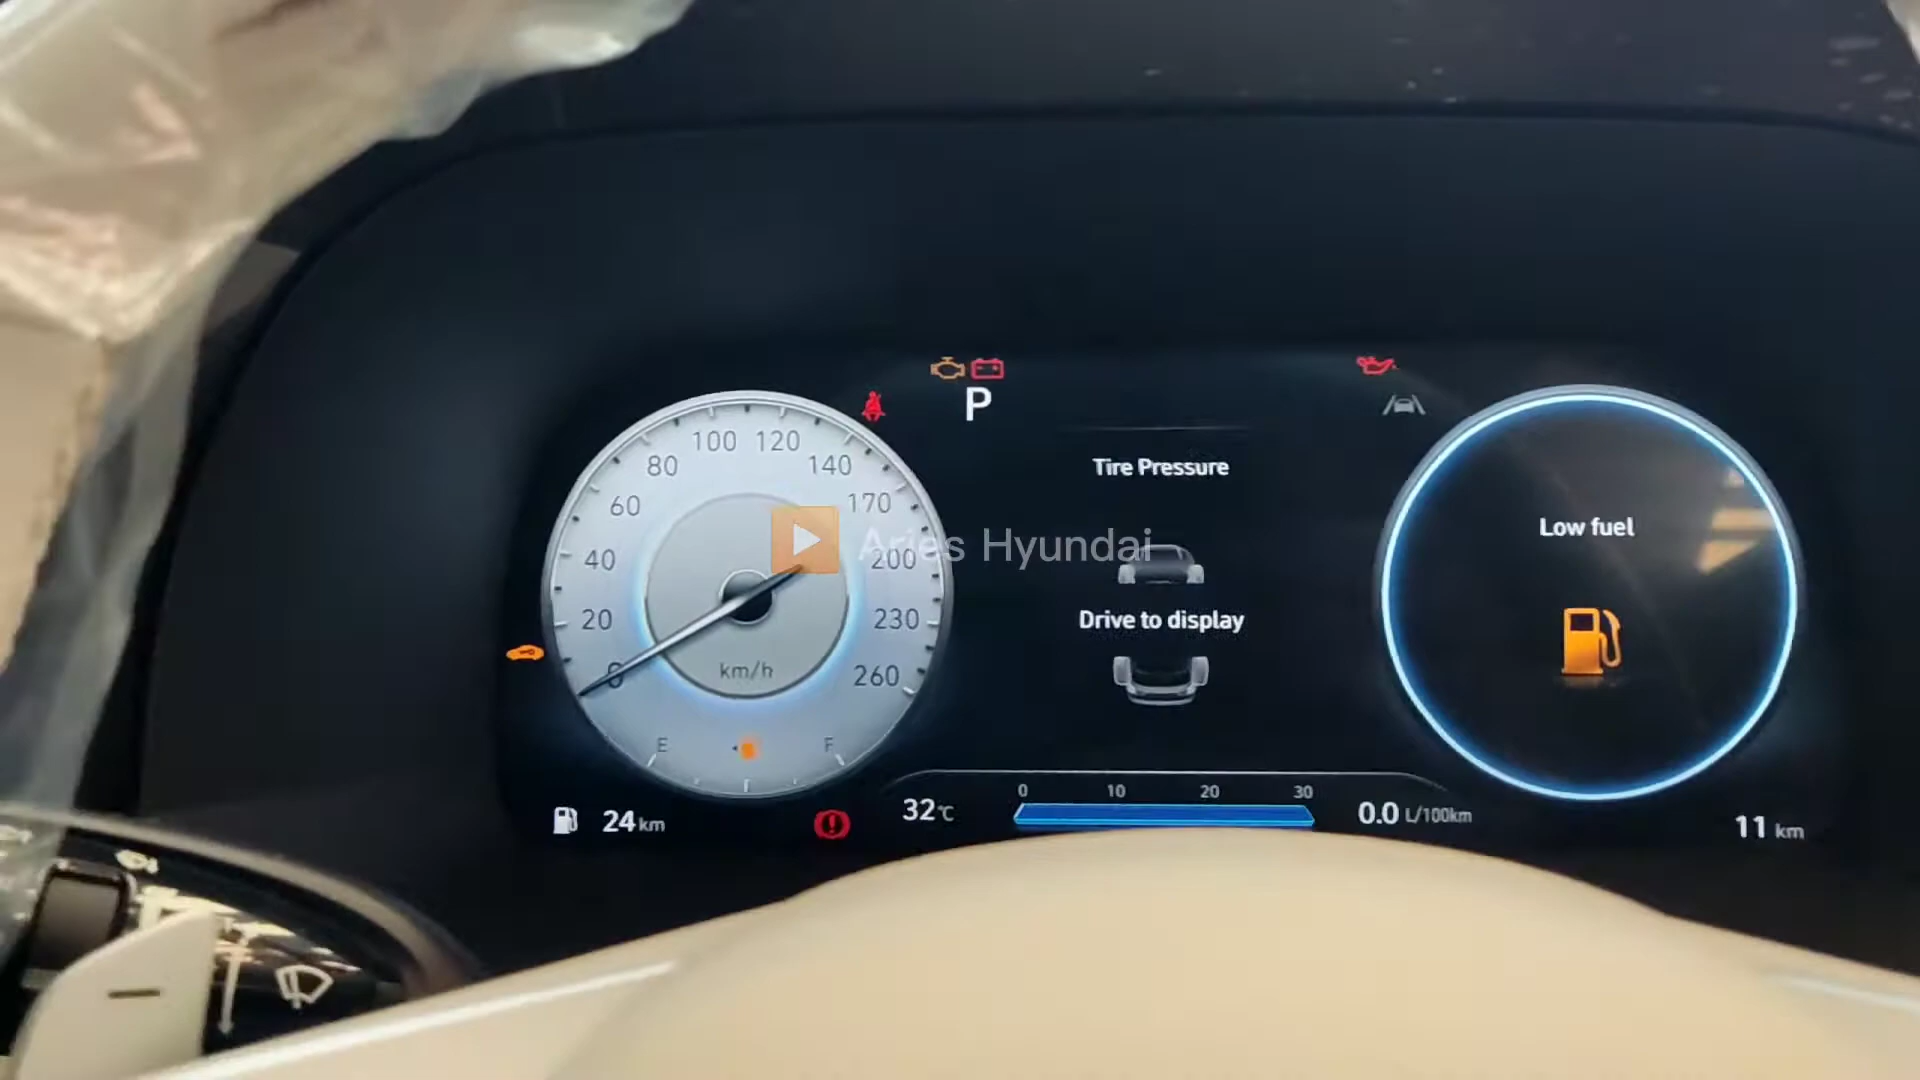 P
Tire Pressure
100 120
80 140
60 170
Aries Hyundai
Low fuel
40 200
20 Drive to display 230
0 km/h 260
E F
0 10 20 30
24 km 32°C 0.0 L/100km 11 km